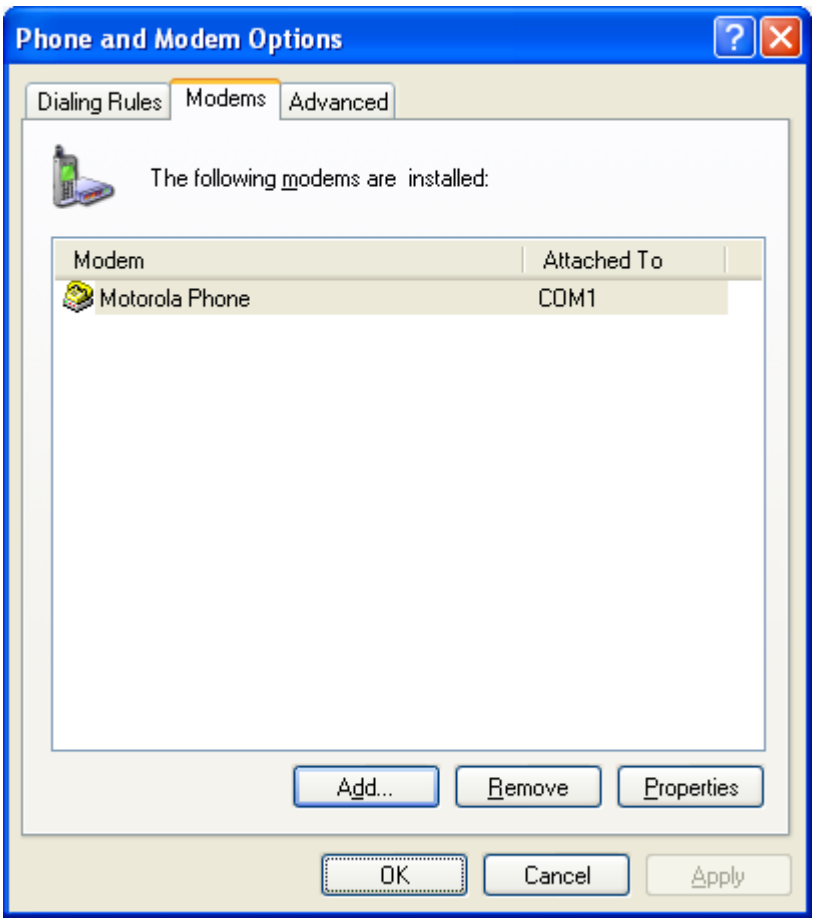 Phone and Modem Options
?
Dialing Rules Modems Advanced
The following modems are installed:
Modem Attached To
Motorola Phone COM1
Add... Remove Properties
OK Cancel Apply